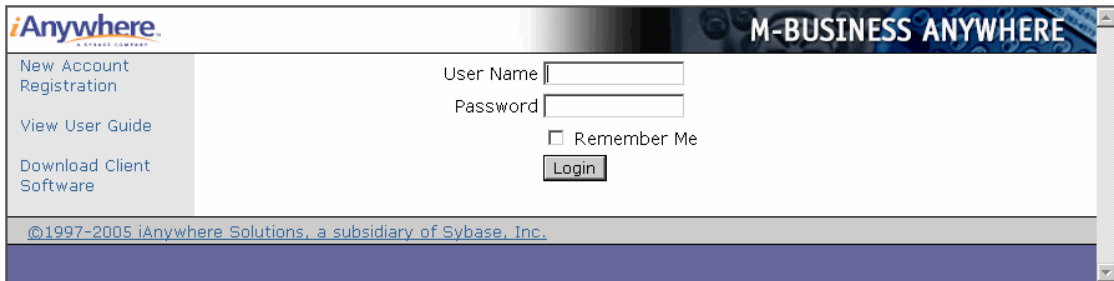 iAnywhere.
A SYBASE COMPANY
M-BUSINESS ANYWHERE
New Account
Registration
View User Guide
Download Client
Software
User Name
Password
Remember Me
Login
©1997-2005 iAnywhere Solutions, a subsidiary of Sybase, Inc.